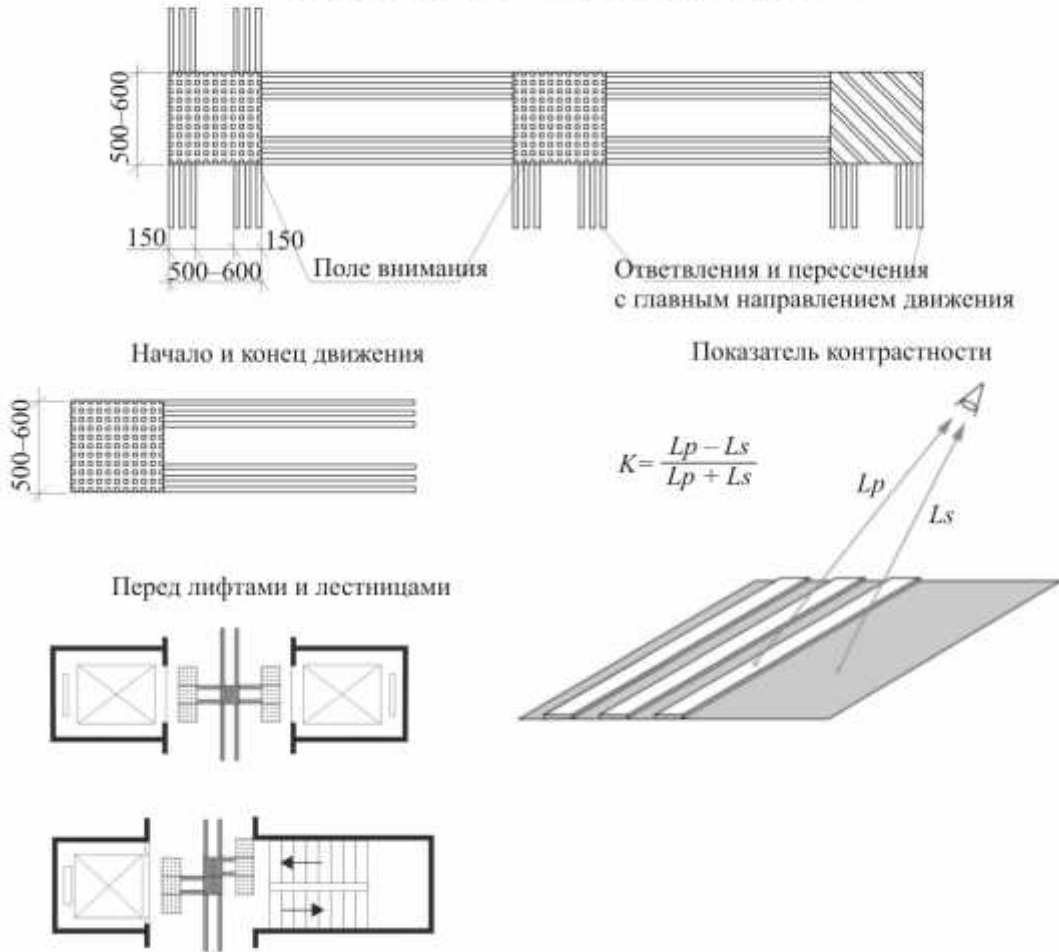 500–600
150
150
500–600
Поле внимания
Ответвления и пересечения
с главным направлением движения
Начало и конец движения
Показатель контрастности
500–600
K= Lp – Ls
Lp + Ls
Lp
Ls
Перед лифтами и лестницами